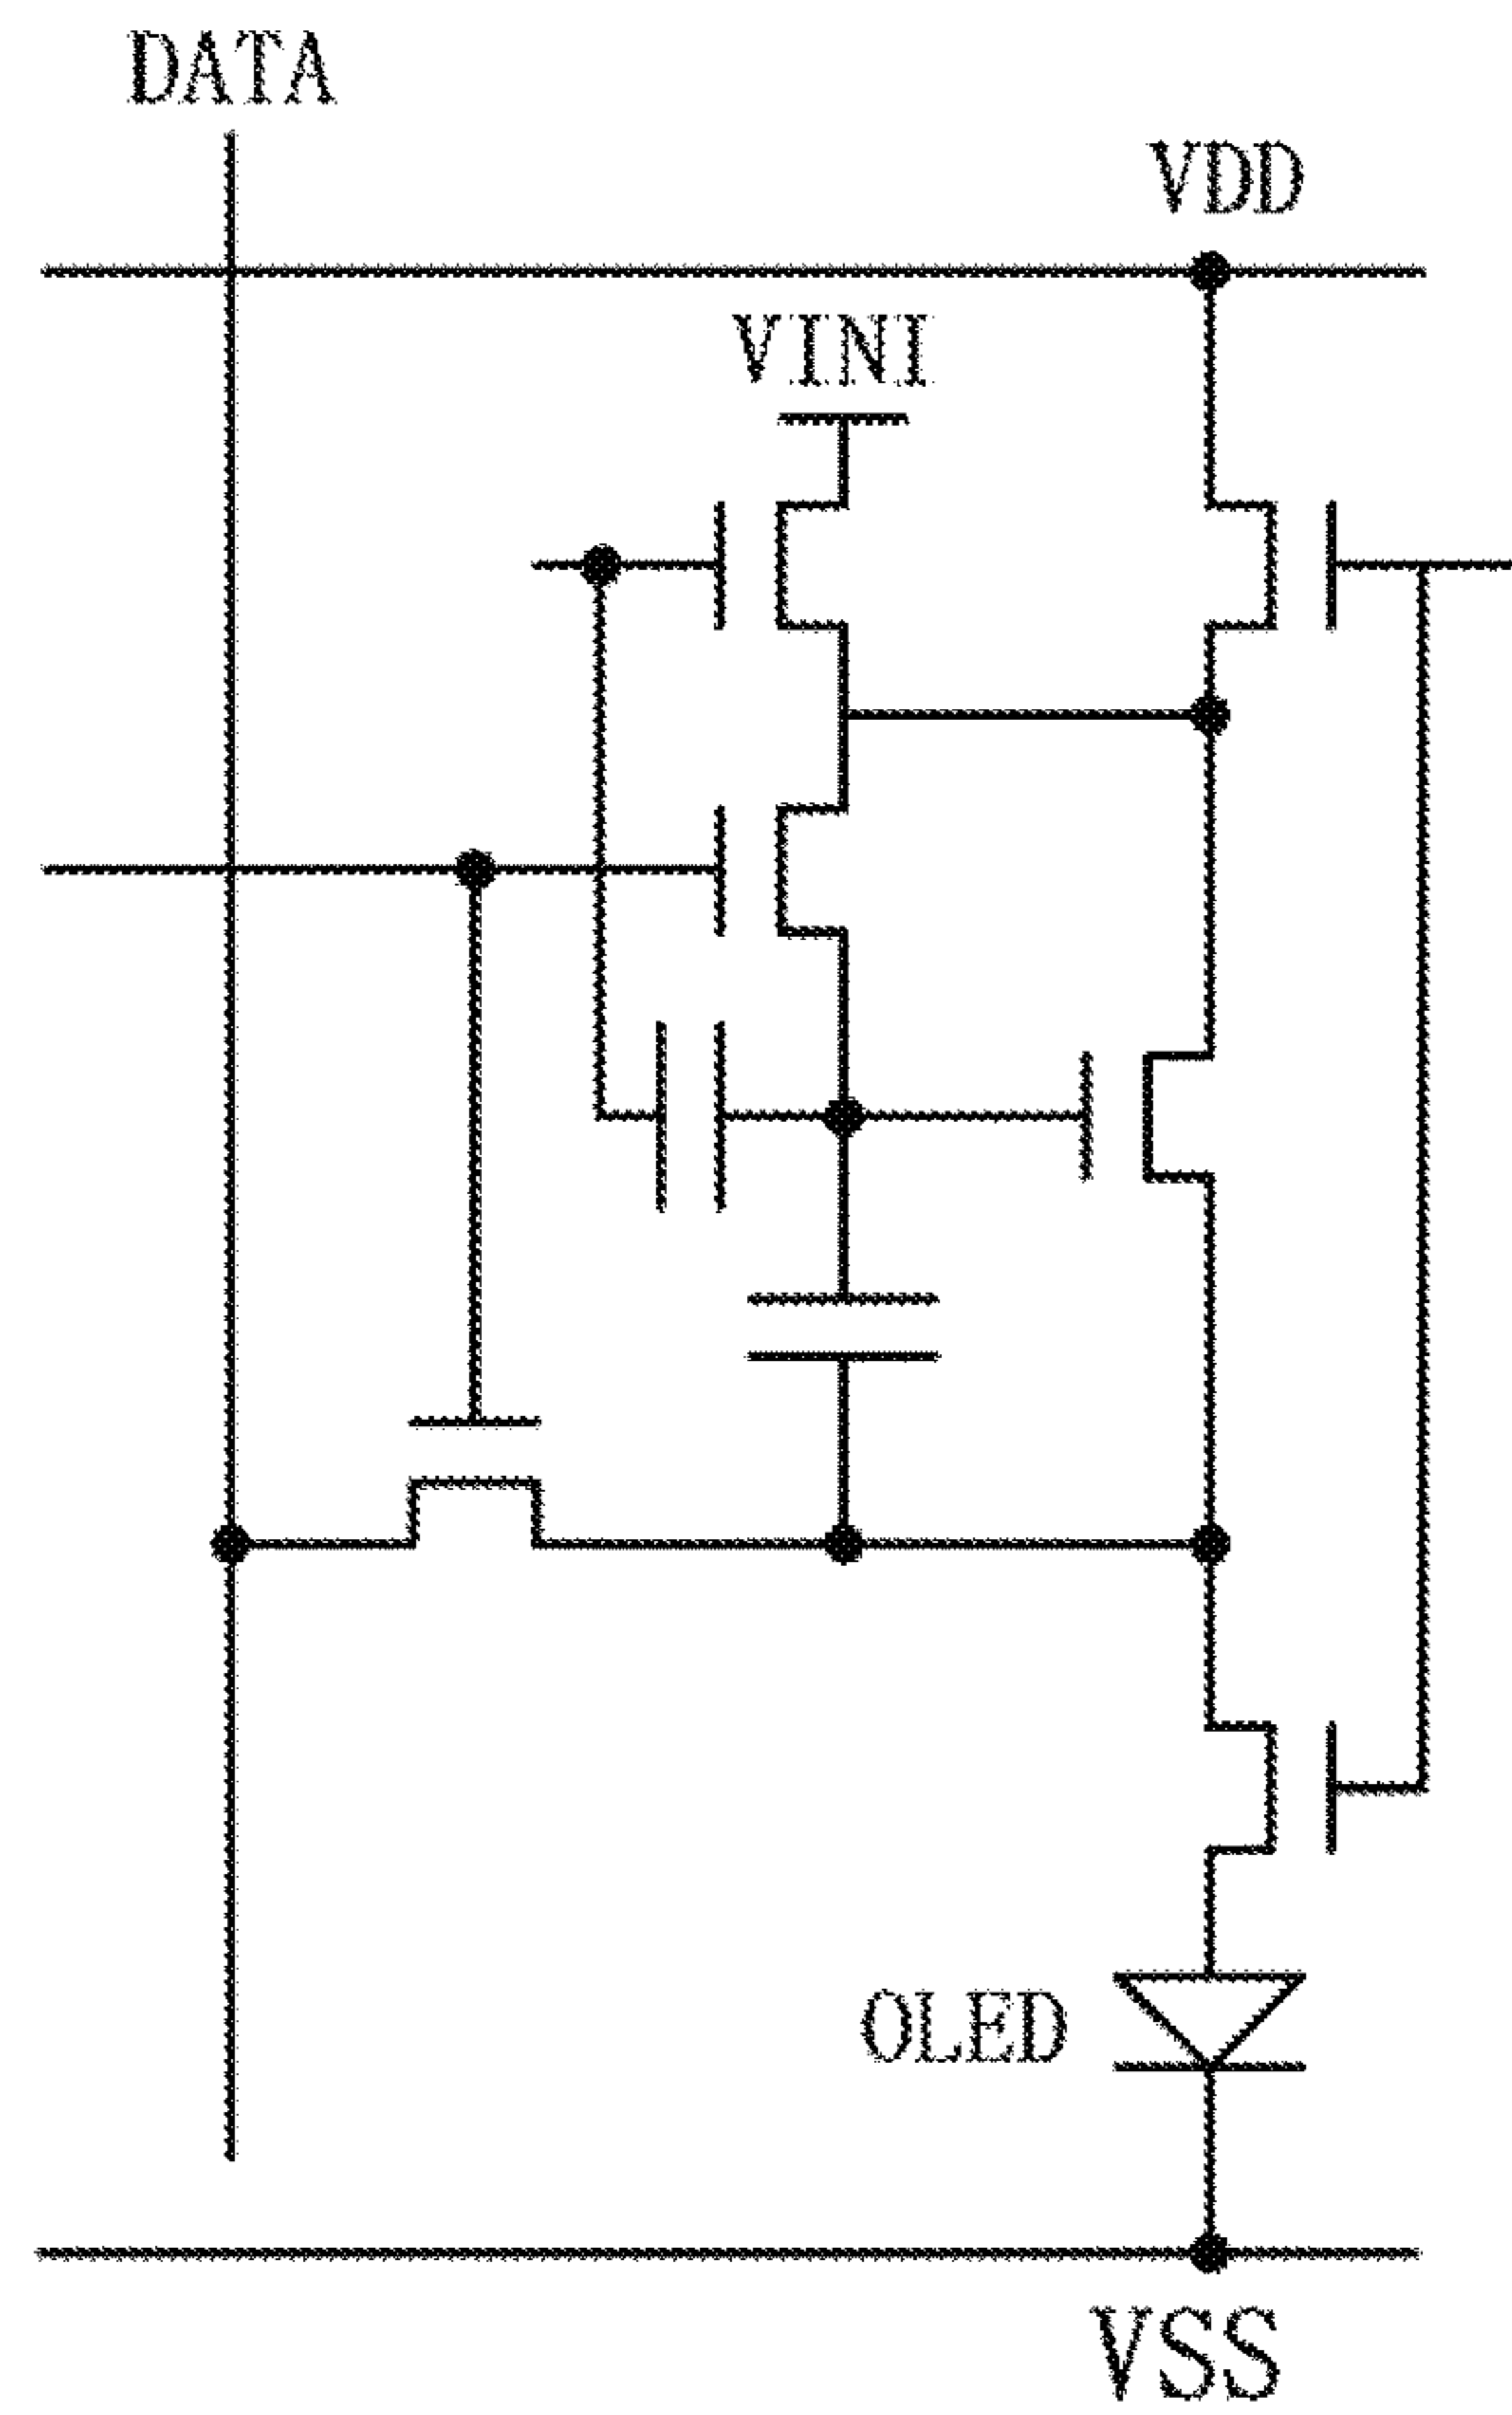 DATA
VDD
VINI
OLED
VSS